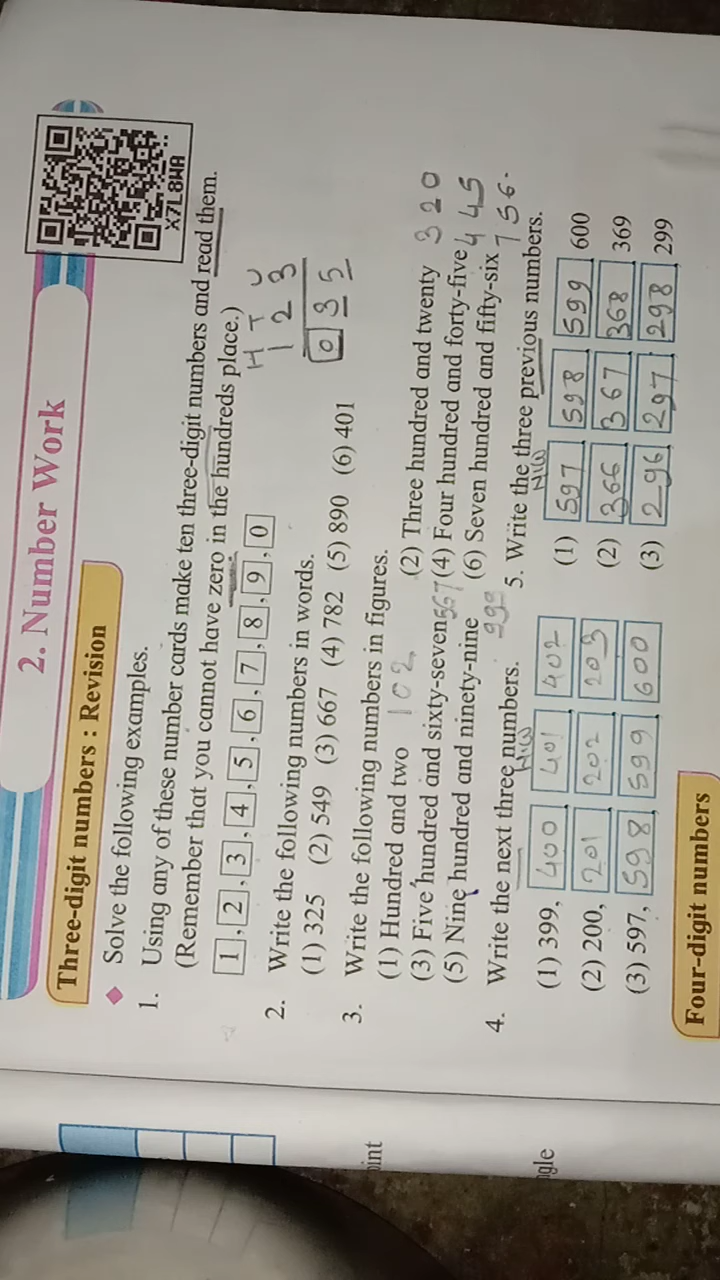 2. Number Work
X7L8WA
Three-digit numbers : Revision
◆ Solve the following examples.
1. Using any of these number cards make ten three-digit numbers and read them.
(Remember that you cannot have zero in the hundreds place.)
1 , 2 , 3 , 4 , 5 , 6 , 7 , 8 , 9 , 0
H T U
1 2 3
0 3 5
2. Write the following numbers in words.
(1) 325 (2) 549 (3) 667 (4) 782 (5) 890 (6) 401
3. Write the following numbers in figures.
(1) Hundred and two 102 (2) Three hundred and twenty 320
(3) Five hundred and sixty-seven 567 (4) Four hundred and forty-five 445
(5) Nine hundred and ninety-nine (6) Seven hundred and fifty-six 756.
4. Write the next three numbers.
(1) 399, 400 401 402
(2) 200, 201 202 203
(3) 597, 598 599 600
5. Write the three previous numbers.
(1) 597 598 599 600
(2) 366 367 368 369
(3) 296 297 298 299
Four-digit numbers
oint
gle